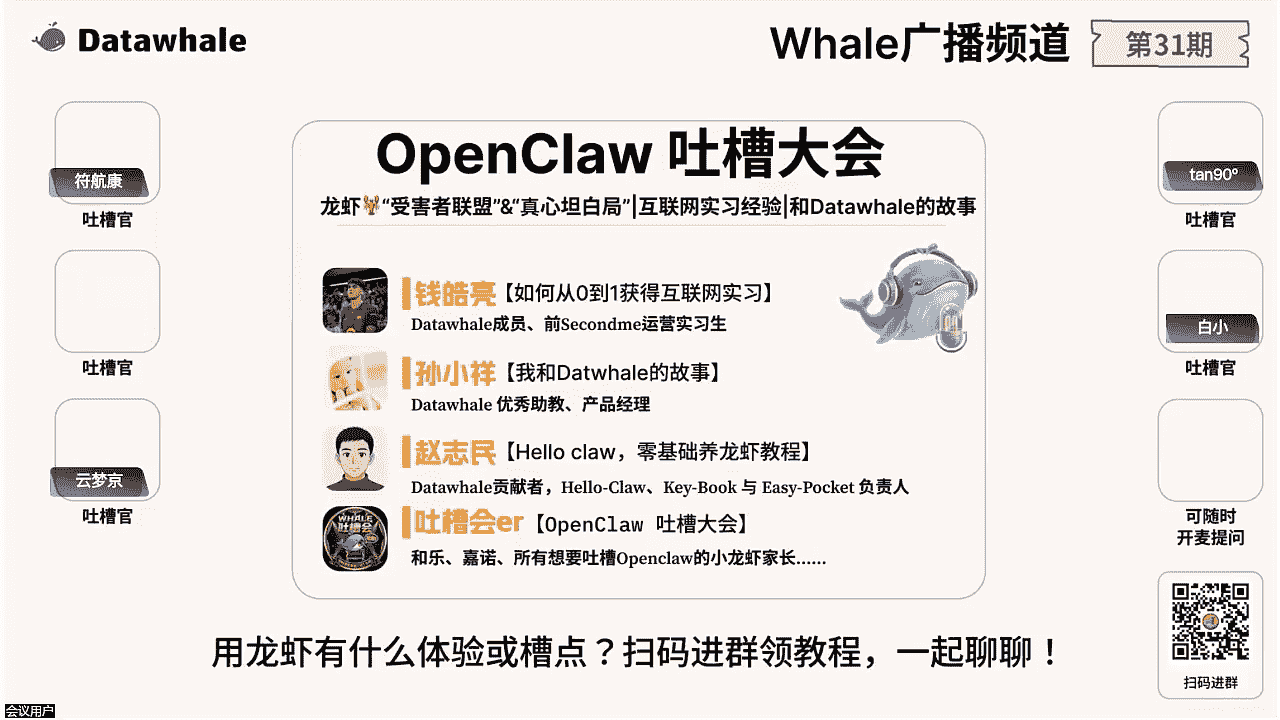 Datawhale
Whale广播频道
第31期
OpenClaw 吐槽大会
龙虾🦞“受害者联盟”&“真心坦白局”|互联网实习经验|和Datawhale的故事
钱皓亮【如何从0到1获得互联网实习】
Datawhale成员、前Secondme运营实习生
孙小祥【我和Datwhale的故事】
Datawhale 优秀助教、产品经理
赵志民【Hello claw，零基础养龙虾教程】
Datawhale贡献者，Hello-Claw、Key-Book 与 Easy-Pocket 负责人
WHALE
吐槽会
吐槽会er【OpenClaw 吐槽大会】
和乐、嘉诺、所有想要吐槽Openclaw的小龙虾家长......
符航康
吐槽官
吐槽官
云梦京
吐槽官
tan90°
吐槽官
白小
吐槽官
可随时
开麦提问
扫码进群
用龙虾有什么体验或槽点？扫码进群领教程，一起聊聊！
会议用户